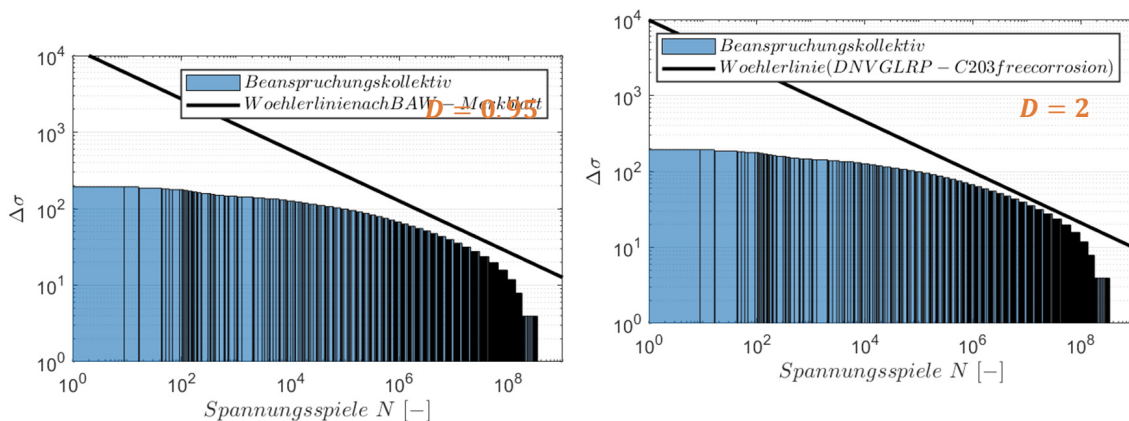 10^4
10^3
10^2
10^1
10^0
Δσ
Beanspruchungskollektiv
WoehlerlinienachBAW - Merkblatt
D = 0.95
10^0
10^2
10^4
10^6
10^8
Spannungsspiele N [-]
10^4
10^3
10^2
10^1
10^0
Δσ
Beanspruchungskollektiv
Woehlerlinie(DNVGLRP - C203freecorrosion)
D = 2
10^0
10^2
10^4
10^6
10^8
Spannungsspiele N [-]